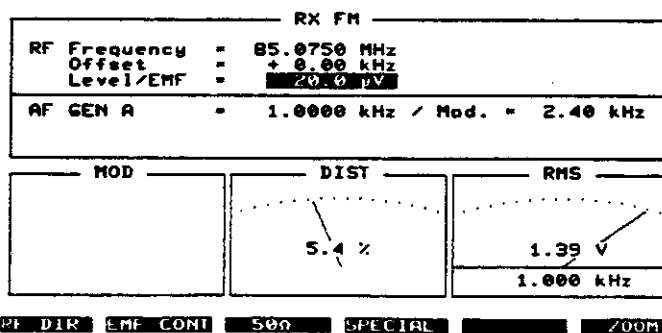 RX FM
RF Frequency = 85.0750 MHz
Offset = + 0.00 kHz
Level/EMF = 20.0 µV
AF GEN A = 1.0000 kHz / Mod. = 2.40 kHz
MOD DIST RMS
5.4 % 1.39 V
1.000 kHz
RF DIR EMF CONT 50Ω SPECIAL ZOOM